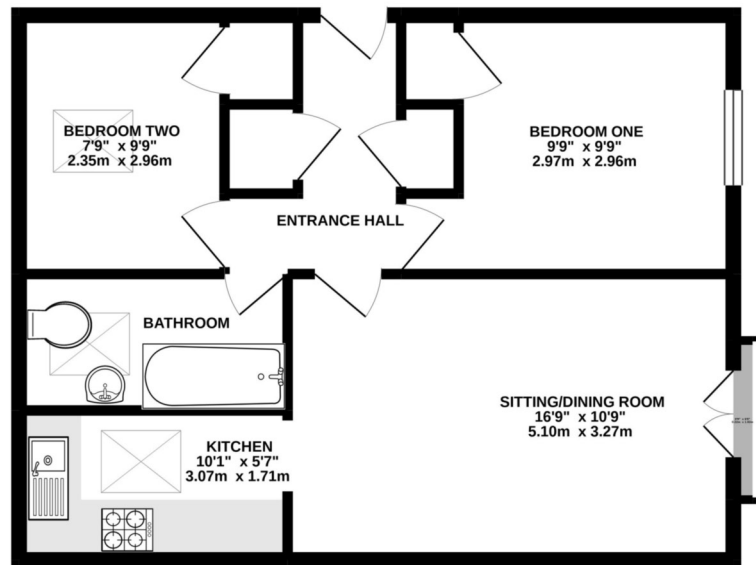 BEDROOM TWO
7'9" x 9'9"
2.35m x 2.96m
BEDROOM ONE
9'9" x 9'9"
2.97m x 2.96m
ENTRANCE HALL
BATHROOM
SITTING/DINING ROOM
16'9" x 10'9"
5.10m x 3.27m
KITCHEN
10'1" x 5'7"
3.07m x 1.71m